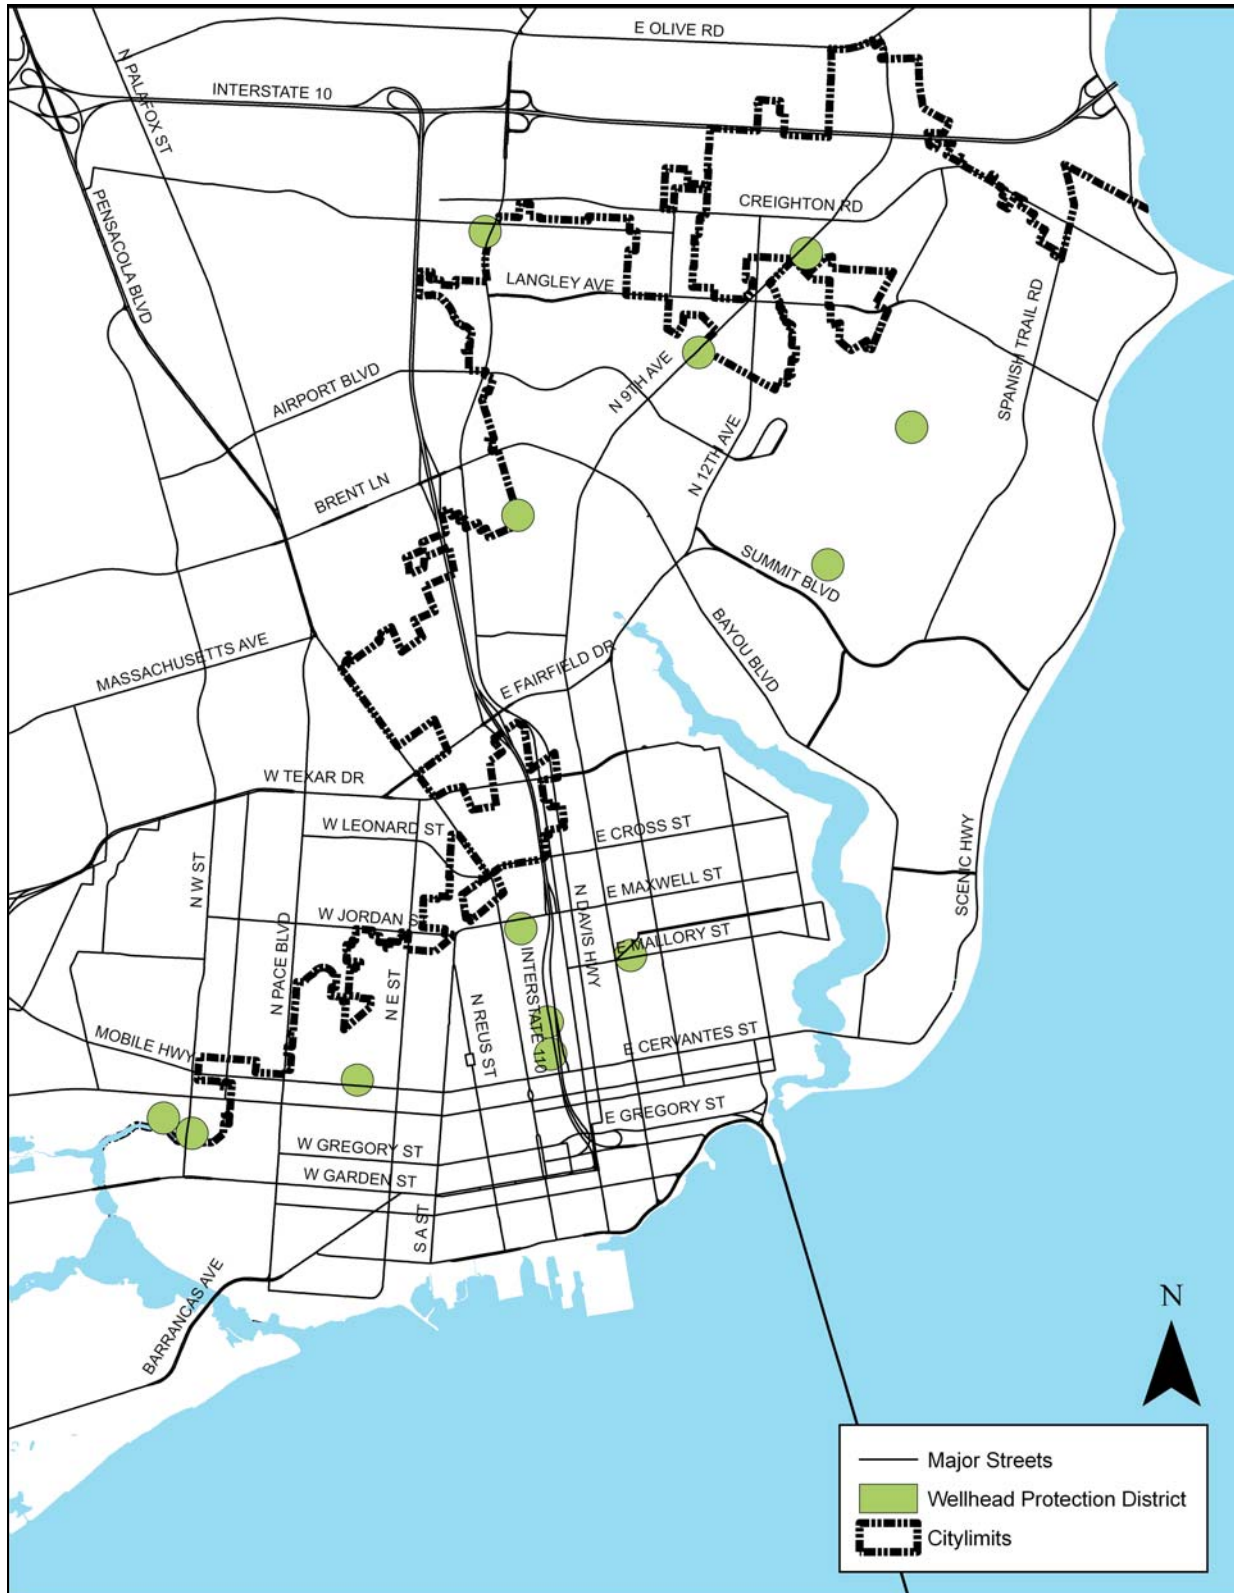 E OLIVE RD
N PALAFOX ST
INTERSTATE 10
PENSACOLA BLVD
CREIGHTON RD
LANGLEY AVE
SPANISH TRAIL RD
AIRPORT BLVD
N 9TH AVE
N 12TH AVE
BRENT LN
SUMMIT BLVD
BAYOU BLVD
MASSACHUSETTS AVE
E FAIRFIELD DR
W TEXAR DR
W LEONARD ST
E CROSS ST
SCENIC HWY
N W ST
E MAXWELL ST
N DAVIS HWY
W JORDAN S
E MALLORY ST
N PACE BLVD
N E ST
N REUS ST
INTERSTATE 110
MOBILE HWY
E CERVANTES ST
E GREGORY ST
W GREGORY ST
W GARDEN ST
S A ST
BARRANCAS AVE
N
Major Streets
Wellhead Protection District
Citylimits